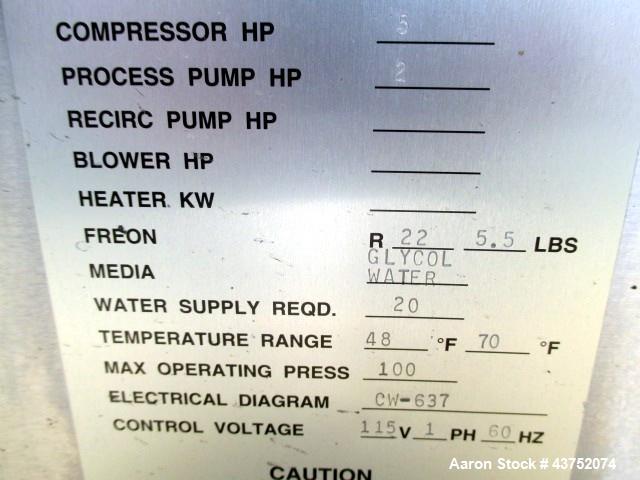 COMPRESSOR HP 5
PROCESS PUMP HP 2
RECIRC PUMP HP
BLOWER HP
HEATER KW
FREON R 22 5.5 LBS
MEDIA GLYCOL
WATER
WATER SUPPLY REQD. 20
TEMPERATURE RANGE 48 °F 70 °F
MAX OPERATING PRESS 100
ELECTRICAL DIAGRAM CW-637
CONTROL VOLTAGE 115 V 1 PH 60 HZ
CAUTION
Aaron Stock # 43752074